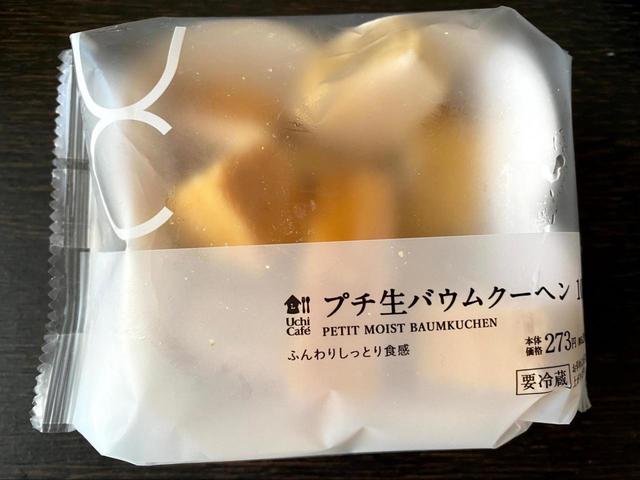 プチ生バウムクーヘン
Uchi
Café
PETIT MOIST BAUMKUCHEN
ふんわりしっとり食感
本体
価格 273円
要冷蔵